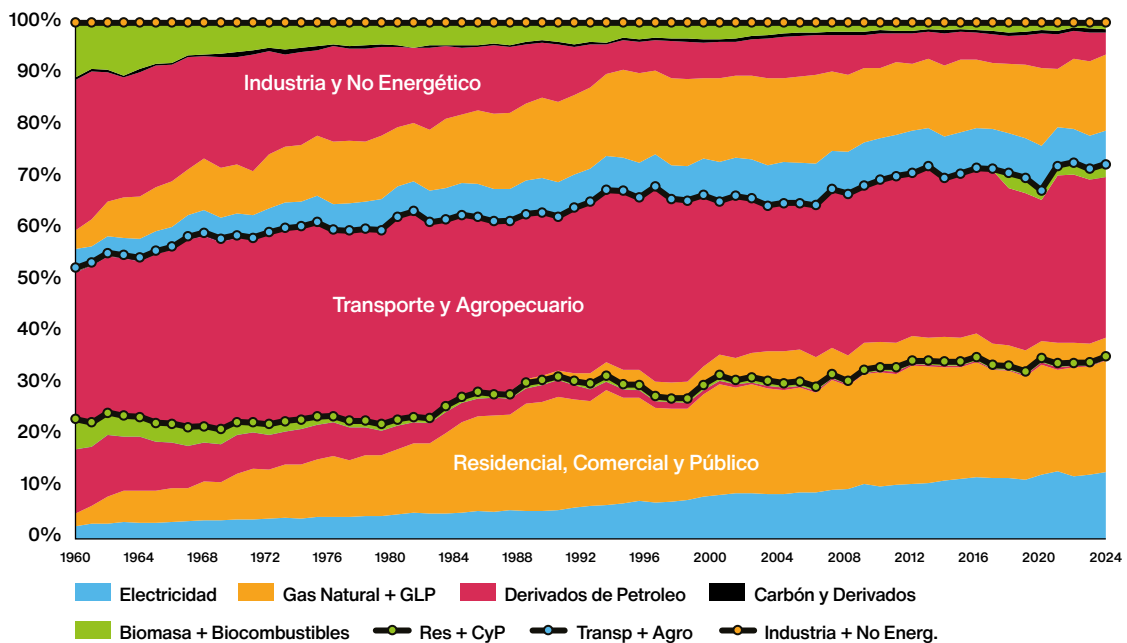 100%
90%
80%
70%
60%
50%
40%
30%
20%
10%
0%
Industria y No Energético
Transporte y Agropecuario
Residencial, Comercial y Público
1960 1964 1968 1972 1976 1980 1984 1988 1992 1996 2000 2004 2008 2012 2016 2020 2024
Electricidad Gas Natural + GLP Derivados de Petroleo Carbón y Derivados
Biomasa + Biocombustibles Res + CyP Transp + Agro Industria + No Energ.